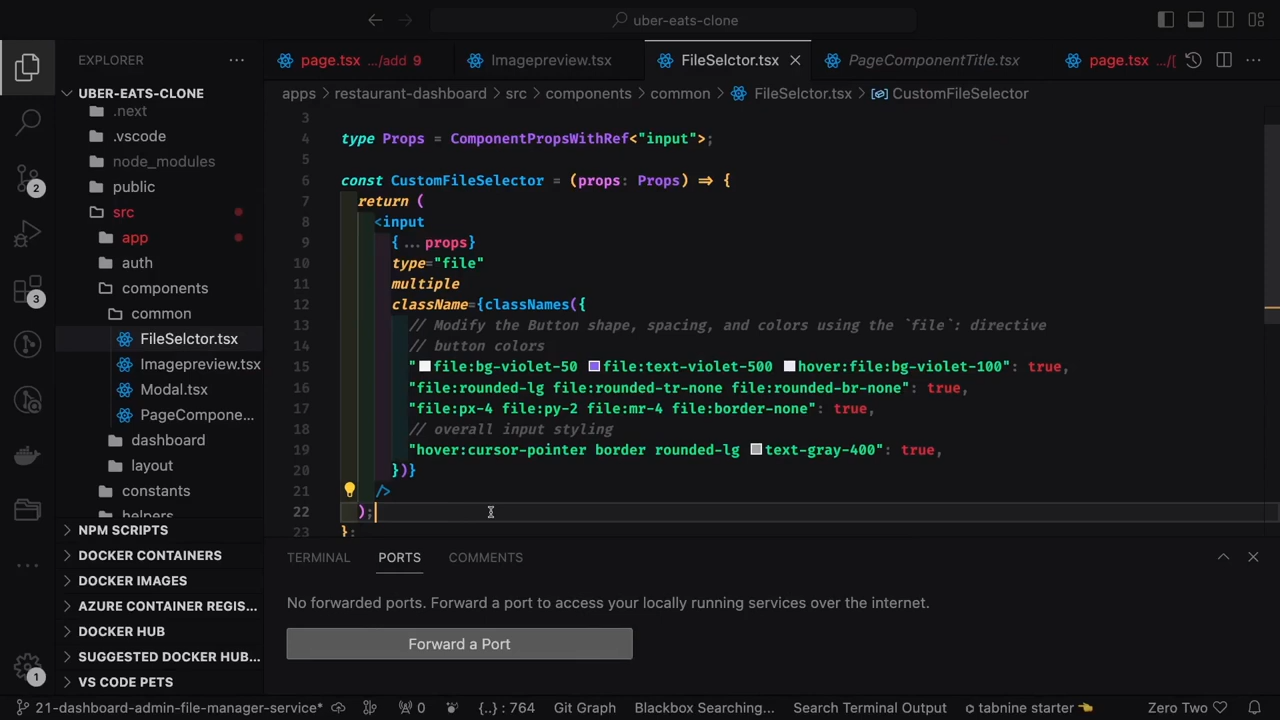 uber-eats-clone
EXPLORER
page.tsx .../add 9
Imagepreview.tsx
FileSelctor.tsx
PageComponentTitle.tsx
page.tsx .../[
UBER-EATS-CLONE
apps > restaurant-dashboard > src > components > common > FileSelctor.tsx > CustomFileSelector
.next
.vscode
node_modules
public
src
app
auth
components
common
FileSelctor.tsx
Imagepreview.tsx
Modal.tsx
PageCompone...
dashboard
layout
constants
helpers
NPM SCRIPTS
DOCKER CONTAINERS
DOCKER IMAGES
AZURE CONTAINER REGIS...
DOCKER HUB
SUGGESTED DOCKER HUB...
VS CODE PETS
2
3
1
3
4 type Props = ComponentPropsWithRef<"input">;
5
6 const CustomFileSelector = (props: Props) => {
7 return (
8 <input
9 {...props}
10 type="file"
11 multiple
12 className={classNames({
13 // Modify the Button shape, spacing, and colors using the `file`: directive
14 // button colors
15 "file:bg-violet-50 file:text-violet-500 hover:file:bg-violet-100": true,
16 "file:rounded-lg file:rounded-tr-none file:rounded-br-none": true,
17 "file:px-4 file:py-2 file:mr-4 file:border-none": true,
18 // overall input styling
19 "hover:cursor-pointer border rounded-lg text-gray-400": true,
20 })}
21 />
22 );
23 };
TERMINAL PORTS COMMENTS
No forwarded ports. Forward a port to access your locally running services over the internet.
Forward a Port
21-dashboard-admin-file-manager-service* 0 {..} : 764 Git Graph Blackbox Searching... Search Terminal Output tabnine starter Zero Two